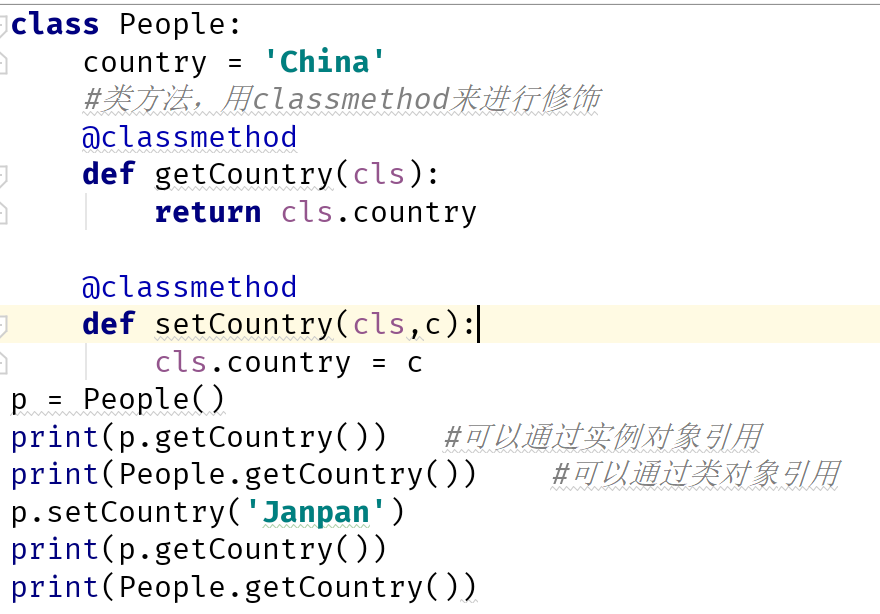 class People:
    country = 'China'
    #类方法，用classmethod来进行修饰
    @classmethod
    def getCountry(cls):
        return cls.country

    @classmethod
    def setCountry(cls,c):
        cls.country = c
p = People()
print(p.getCountry())   #可以通过实例对象引用
print(People.getCountry())    #可以通过类对象引用
p.setCountry('Janpan')
print(p.getCountry())
print(People.getCountry())